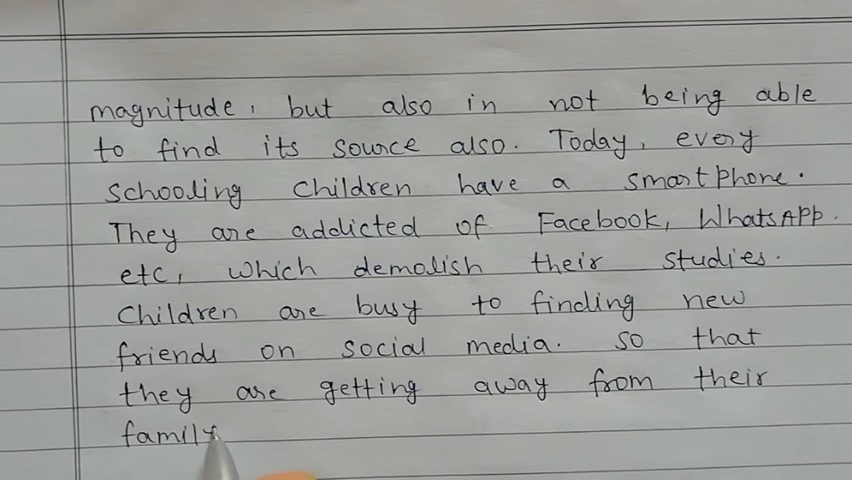 magnitude, but also in not being able
to find its source also. Today, every
schooling children have a smartphone.
They are addicted of Facebook, WhatsAPP.
etc, which demolish their studies.
children are busy to finding new
friends on social media. so that
they are getting away from their
family